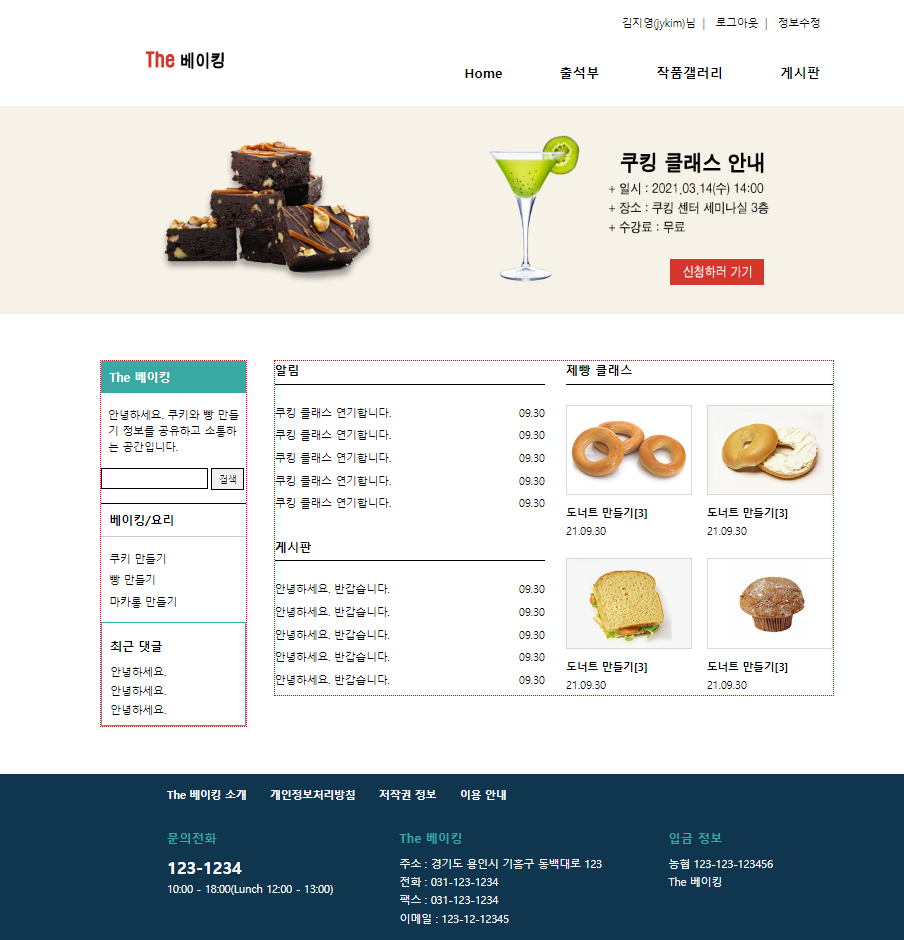 김지영(jykim)님 | 로그아웃 | 정보수정
The 베이킹
Home 출석부 작품갤러리 게시판
쿠킹 클래스 안내
+ 일시 : 2021.03.14(수) 14:00
+ 장소 : 쿠킹 센터 세미나실 3층
+ 수강료 : 무료
신청하러 가기
The 베이킹
안녕하세요. 쿠키와 빵 만들
기 정보를 공유하고 소통하
는 공간입니다.
검색
베이킹/요리
쿠키 만들기
빵 만들기
마카롱 만들기
최근 댓글
안녕하세요.
안녕하세요.
안녕하세요.
알림
쿠킹 클래스 연기합니다. 09.30
쿠킹 클래스 연기합니다. 09.30
쿠킹 클래스 연기합니다. 09.30
쿠킹 클래스 연기합니다. 09.30
쿠킹 클래스 연기합니다. 09.30
게시판
안녕하세요. 반갑습니다. 09.30
안녕하세요. 반갑습니다. 09.30
안녕하세요. 반갑습니다. 09.30
안녕하세요. 반갑습니다. 09.30
안녕하세요. 반갑습니다. 09.30
제빵 클래스
도너트 만들기[3]
21.09.30
도너트 만들기[3]
21.09.30
도너트 만들기[3]
21.09.30
도너트 만들기[3]
21.09.30
The 베이킹 소개 개인정보처리방침 저작권 정보 이용 안내
문의전화
123-1234
10:00 - 18:00(Lunch 12:00 - 13:00)
The 베이킹
주소 : 경기도 용인시 기흥구 동백대로 123
전화 : 031-123-1234
팩스 : 031-123-1234
이메일 : 123-12-12345
입금 정보
농협 123-123-123456
The 베이킹